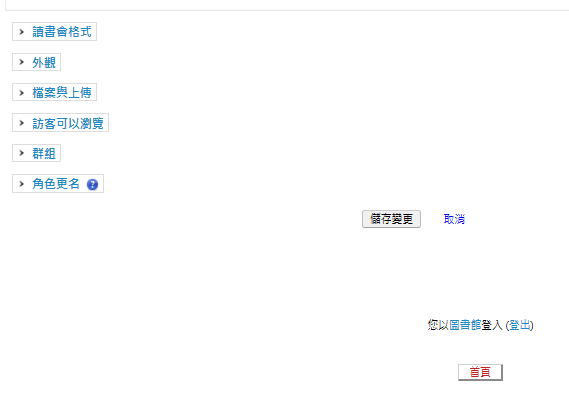 讀書會格式
外觀
檔案與上傳
訪客可以瀏覽
群組
角色更名 ?
儲存變更 取消
您以圖書館登入 (登出)
首頁